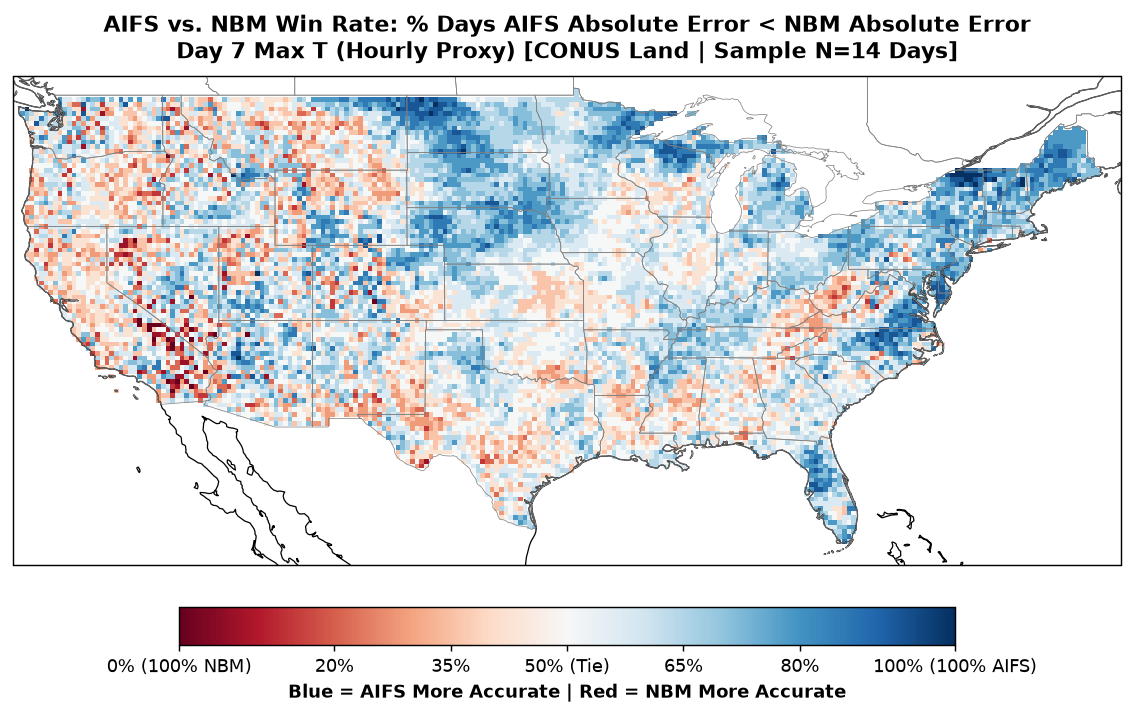 AIFS vs. NBM Win Rate: % Days AIFS Absolute Error < NBM Absolute Error
Day 7 Max T (Hourly Proxy) [CONUS Land | Sample N=14 Days]
0% (100% NBM) 20% 35% 50% (Tie) 65% 80% 100% (100% AIFS)
Blue = AIFS More Accurate | Red = NBM More Accurate